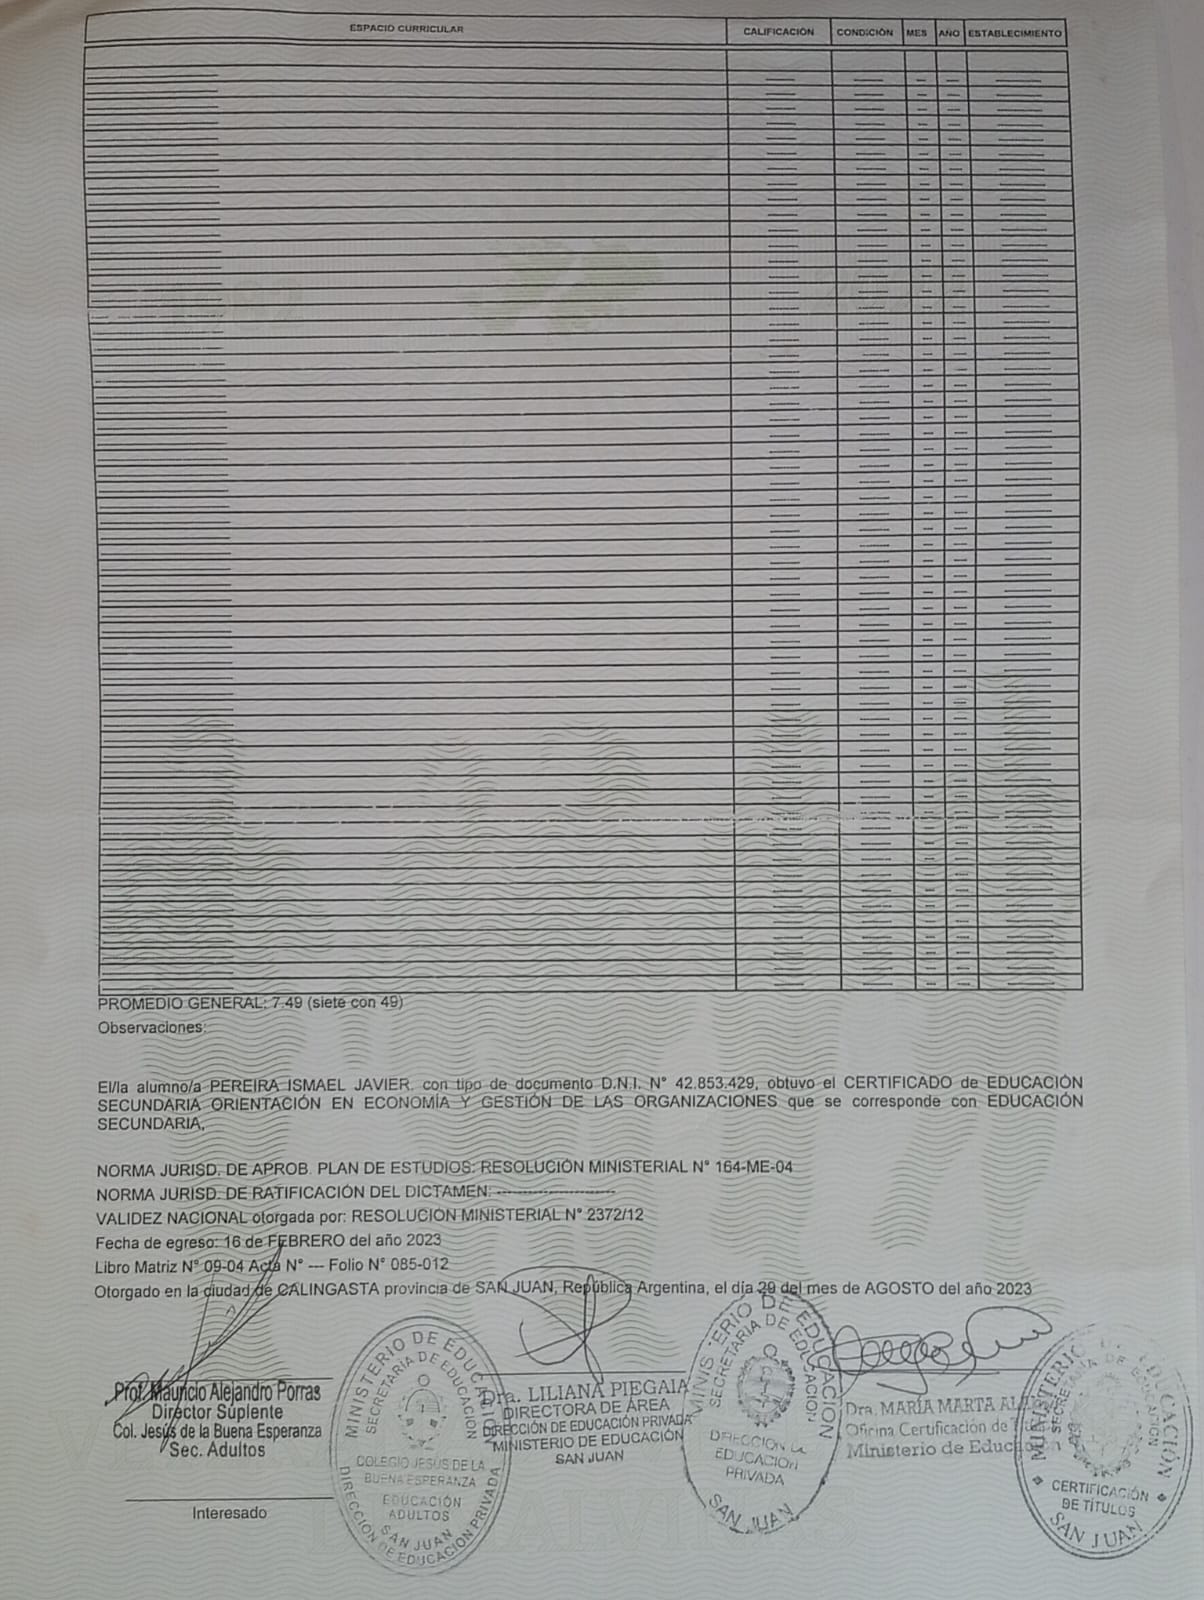 ESPACIO CURRICULAR CALIFICACIÓN CONDICIÓN MES AÑO ESTABLECIMIENTO
PROMEDIO GENERAL: 7.49 (siete con 49)
Observaciones:
El/la alumno/a PEREIRA ISMAEL JAVIER. con tipo de documento D.N.I. N° 42.853.429, obtuvo el CERTIFICADO de EDUCACIÓN
SECUNDARIA ORIENTACIÓN EN ECONOMÍA Y GESTIÓN DE LAS ORGANIZACIONES que se corresponde con EDUCACIÓN
SECUNDARIA,
NORMA JURISD. DE APROB. PLAN DE ESTUDIOS: RESOLUCIÓN MINISTERIAL N° 164-ME-04
NORMA JURISD. DE RATIFICACIÓN DEL DICTAMEN: ----------------------
VALIDEZ NACIONAL otorgada por: RESOLUCIÓN MINISTERIAL N° 2372/12
Fecha de egreso: 16 de FEBRERO del año 2023
Libro Matriz N° 09-04 Acta N° --- Folio N° 085-012
Otorgado en la ciudad de CALINGASTA provincia de SAN JUAN, República Argentina, el día 29 del mes de AGOSTO del año 2023
Prof. Mauricio Alejandro Porras
Director Suplente
Col. Jesús de la Buena Esperanza
Sec. Adultos
Interesado
MINISTERIO DE EDUCACIÓN
SECRETARÍA DE EDUCACIÓN
COLEGIO JESÚS DE LA
BUENA ESPERANZA
EDUCACIÓN
ADULTOS
SAN JUAN
DIRECCIÓN DE EDUCACIÓN PRIVADA
Dra. LILIANA PIEGAIA
DIRECTORA DE ÁREA
DIRECCIÓN DE EDUCACIÓN PRIVADA
MINISTERIO DE EDUCACIÓN
SAN JUAN
MINISTERIO DE EDUCACIÓN
SECRETARÍA DE EDUCACIÓN
DIRECCIÓN DE
EDUCACIÓN
PRIVADA
SAN JUAN
Dra. MARÍA MARTA
Oficina Certificación de
Ministerio de Educación
MINISTERIO DE EDUCACIÓN
SECRETARÍA DE EDUCACIÓN
CERTIFICACIÓN
DE TÍTULOS
SAN JUAN